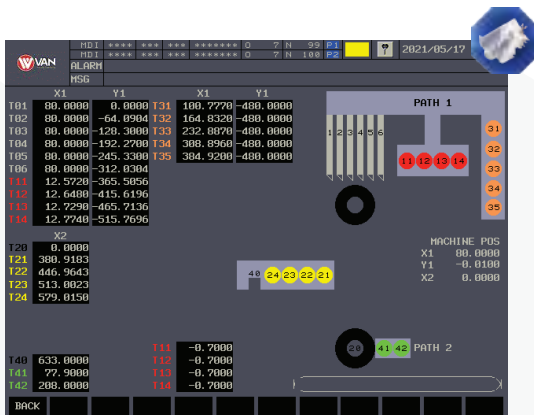 VAN
MDI **** *** *** ******* O 7 N 99 P1
MDI **** *** *** ******* O 7 N 100 P2
2021/05/17
ALARM
MSG
X1 Y1 X1 Y1
T01 80.0000 0.0000 T31 100.7770 -480.0000
T02 80.0000 -64.0904 T32 164.8320 -480.0000
T03 80.0000 -128.3000 T33 232.0870 -480.0000
T04 80.0000 -192.2700 T34 308.8960 -480.0000
T05 80.0000 -245.3300 T35 384.9200 -480.0000
T06 80.0000 -312.0304
T11 12.5720 -365.5056
T12 12.6480 -415.6196
T13 12.7290 -465.7136
T14 12.7740 -515.7696
X2
T20 0.0000
T21 380.9183
T22 446.9643
T23 513.0023
T24 579.0150
T40 633.0000
T41 77.9000
T42 208.0000
T11 -0.7000
T12 -0.7000
T13 -0.7000
T14 -0.7000
PATH 1
1 2 3 4 5 6
11 12 13 14
31
32
33
34
35
MACHINE POS
X1 80.0000
Y1 -0.0100
X2 0.0000
40 24 23 22 21
20 41 42 PATH 2
BACK